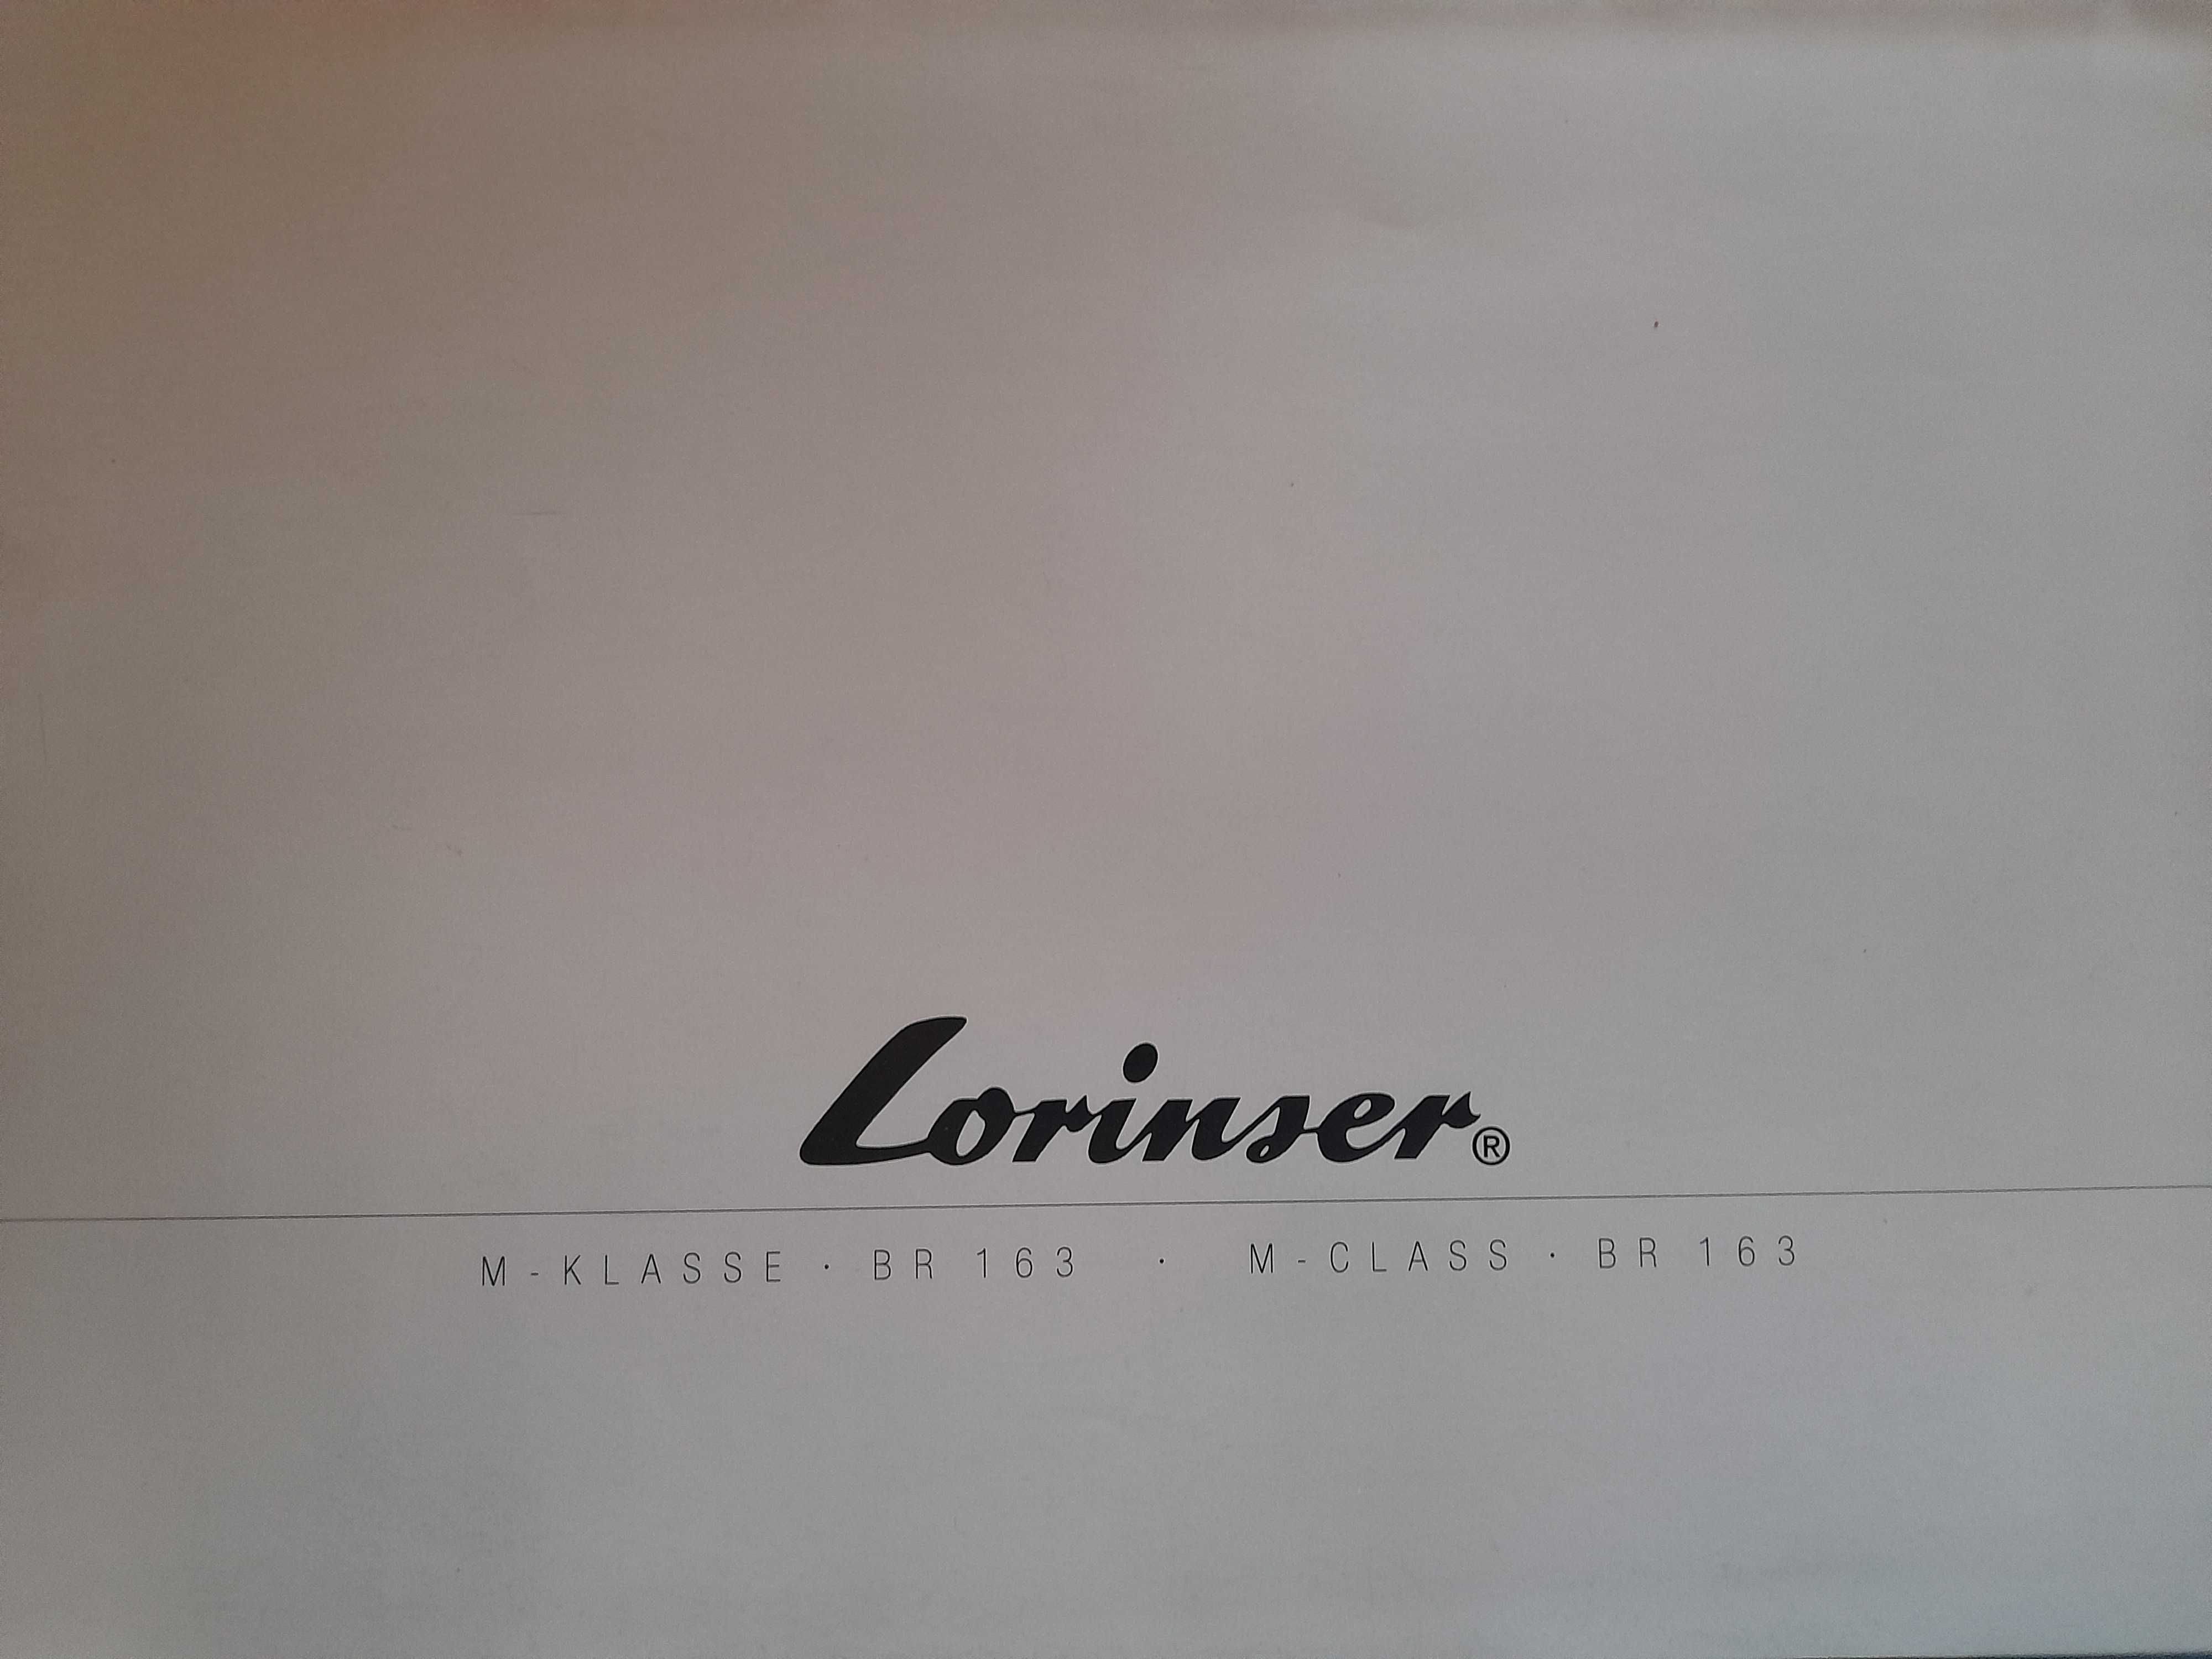 Lorinser®
M-KLASSE · BR 163 · M-CLASS · BR 163